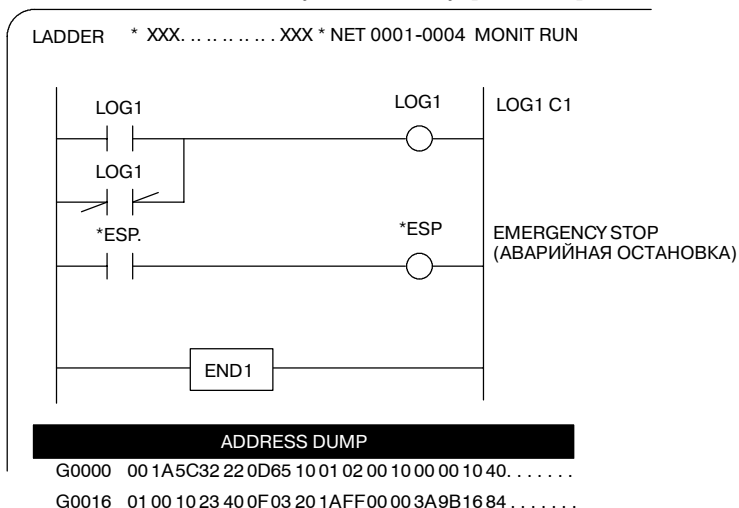 LADDER * XXX. .. .. .. .. . XXX * NET 0001-0004 MONIT RUN
LOG1 LOG1 LOG1 C1
LOG1
*ESP. *ESP EMERGENCY STOP
(АВАРИЙНАЯ ОСТАНОВКА)
END1
ADDRESS DUMP
G0000 00 1A 5C 32 22 0D 65 10 01 02 00 10 00 00 10 40. . . . . . .
G0016 01 00 10 23 40 0F 03 20 1A FF 00 00 3A 9B 16 84 . . . . . . .